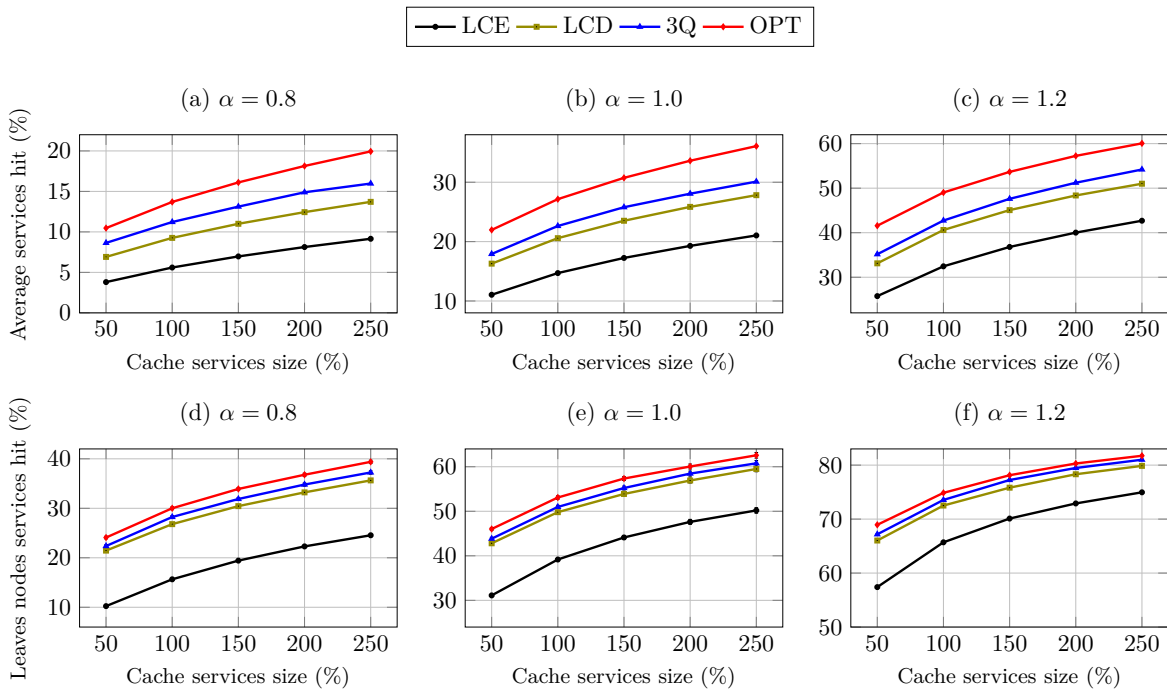 LCE LCD 3Q OPT
(a) α = 0.8
(b) α = 1.0
(c) α = 1.2
Average services hit (%)
20
15
10
5
0
50 100 150 200 250
Cache services size (%)
30
20
10
50 100 150 200 250
Cache services size (%)
60
50
40
30
50 100 150 200 250
Cache services size (%)
(d) α = 0.8
(e) α = 1.0
(f) α = 1.2
Leaves nodes services hit (%)
40
30
20
10
50 100 150 200 250
Cache services size (%)
60
50
40
30
50 100 150 200 250
Cache services size (%)
80
70
60
50
50 100 150 200 250
Cache services size (%)